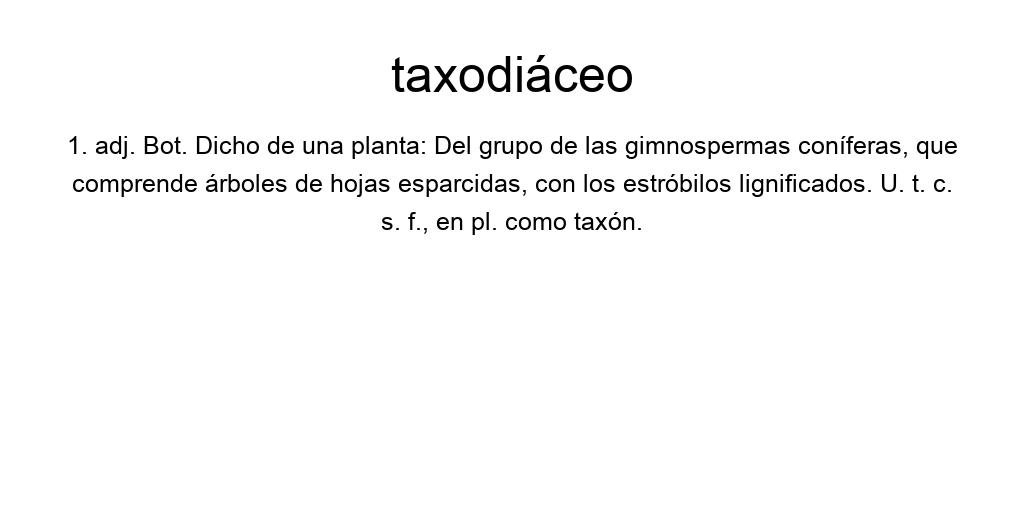 taxodiáceo
1. adj. Bot. Dicho de una planta: Del grupo de las gimnospermas coníferas, que
comprende árboles de hojas esparcidas, con los estróbilos lignificados. U. t. c.
s. f., en pl. como taxón.